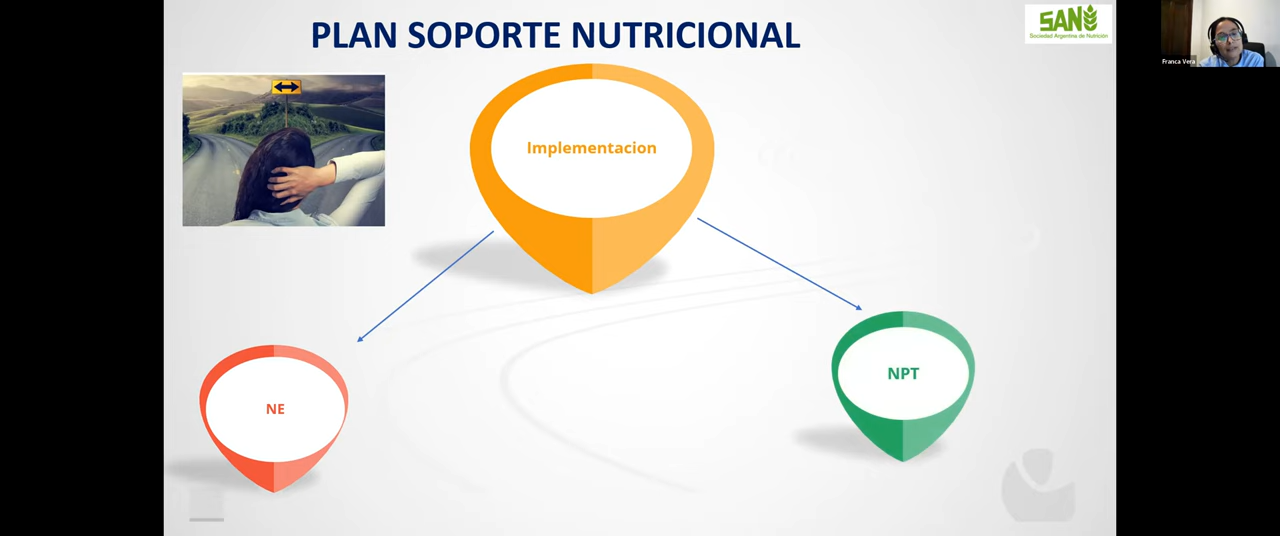 PLAN SOPORTE NUTRICIONAL
SAN
Sociedad Argentina de Nutrición
Franca Vera
Implementacion
NPT
NE